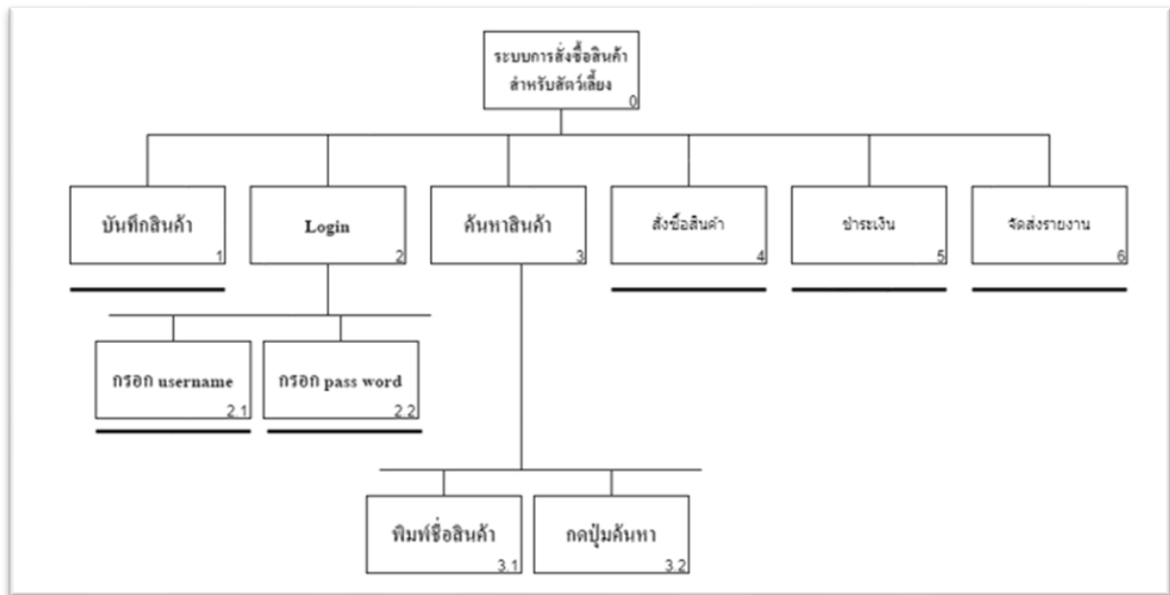 ระบบการสั่งซื้อสินค้า
สำหรับสัตว์เลี้ยง
0
บันทึกสินค้า
1
Login
2
ค้นหาสินค้า
3
สั่งซื้อสินค้า
4
ชำระเงิน
5
จัดส่งรายงาน
6
กรอก username
2.1
กรอก pass word
2.2
พิมพ์ชื่อสินค้า
3.1
กดปุ่มค้นหา
3.2